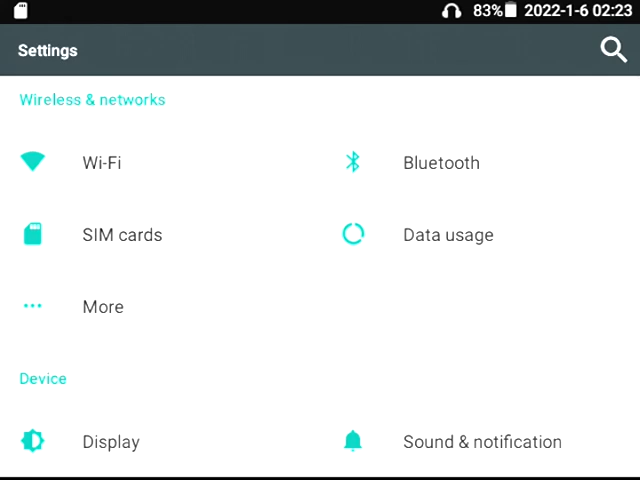 83% 2022-1-6 02:23
Settings
Wireless & networks
Wi-Fi Bluetooth
SIM cards Data usage
More
Device
Display Sound & notification